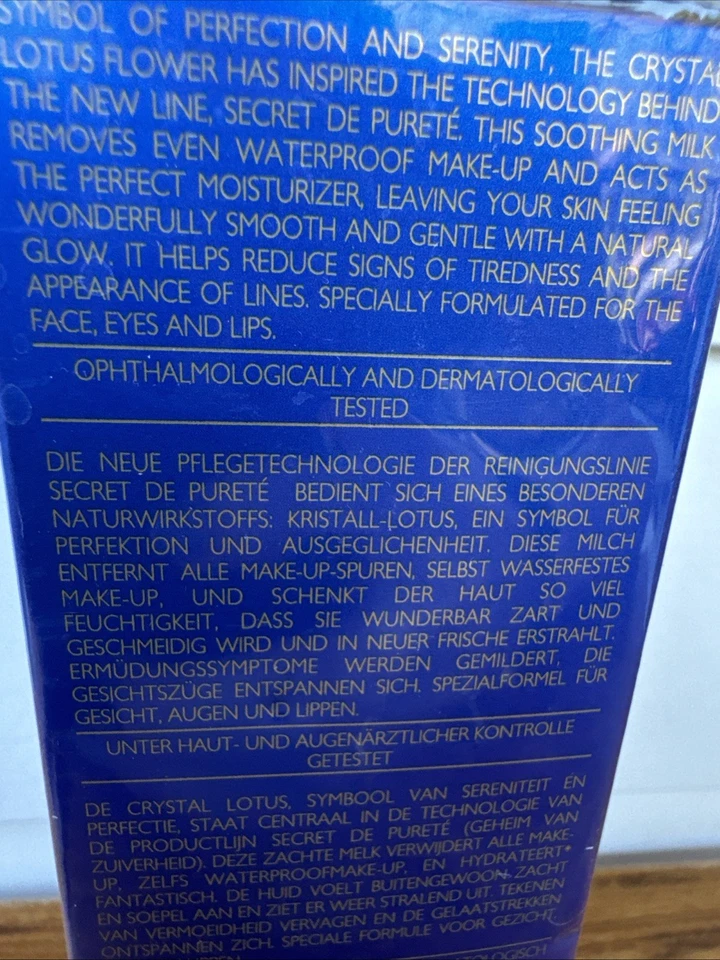 SYMBOL OF PERFECTION AND SERENITY, THE CRYSTAL
LOTUS FLOWER HAS INSPIRED THE TECHNOLOGY BEHIND
THE NEW LINE, SECRET DE PURETÉ. THIS SOOTHING MILK
REMOVES EVEN WATERPROOF MAKE-UP AND ACTS AS
THE PERFECT MOISTURIZER, LEAVING YOUR SKIN FEELING
WONDERFULLY SMOOTH AND GENTLE WITH A NATURAL
GLOW. IT HELPS REDUCE SIGNS OF TIREDNESS AND THE
APPEARANCE OF LINES. SPECIALLY FORMULATED FOR THE
FACE, EYES AND LIPS.
OPHTHALMOLOGICALLY AND DERMATOLOGICALLY
TESTED
DIE NEUE PFLEGETECHNOLOGIE DER REINIGUNGSLINIE
SECRET DE PURETÉ BEDIENT SICH EINES BESONDEREN
NATURWIRKSTOFFS: KRISTALL-LOTUS, EIN SYMBOL FÜR
PERFEKTION UND AUSGEGLICHENHEIT. DIESE MILCH
ENTFERNT ALLE MAKE-UP-SPUREN, SELBST WASSERFESTES
MAKE-UP, UND SCHENKT DER HAUT SO VIEL
FEUCHTIGKEIT, DASS SIE WUNDERBAR ZART UND
GESCHMEIDIG WIRD UND IN NEUER FRISCHE ERSTRAHLT.
ERMÜDUNGSSYMPTOME WERDEN GEMILDERT, DIE
GESICHTSZÜGE ENTSPANNEN SICH. SPEZIALFORMEL FÜR
GESICHT, AUGEN UND LIPPEN.
UNTER HAUT- UND AUGENÄRZTLICHER KONTROLLE
GETESTET
DE CRYSTAL LOTUS, SYMBOOL VAN SERENITEIT EN
PERFECTIE, STAAT CENTRAAL IN DE TECHNOLOGIE VAN
DE PRODUCTLIJN SECRET DE PURETÉ (GEHEIM VAN
ZUIVERHEID). DEZE ZACHTE MELK VERWIJDERT ALLE MAKE-
UP, ZELFS WATERPROOFMAKE-UP, EN HYDRATEERT*
FANTASTISCH. DE HUID VOELT BUITENGEWOON ZACHT
EN SOEPEL AAN EN ZIET ER WEER STRALEND UIT. TEKENEN
VAN VERMOEIDHEID VERVAGEN EN DE GELAATSTREKKEN
ONTSPANNEN ZICH. SPECIALE FORMULE VOOR GEZICHT,